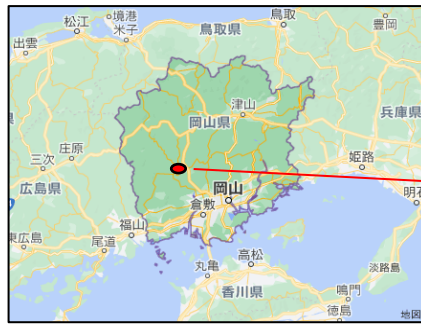 松江
境港
米子
鳥取県
鳥取
豊岡
出雲
津山
兵庫県
岡山県
庄原
三次
姫路
広島県
岡山
倉敷
明石
福山
尾道
東広島
高松
丸亀
淡路島
香川県
鳴門
徳島
地図